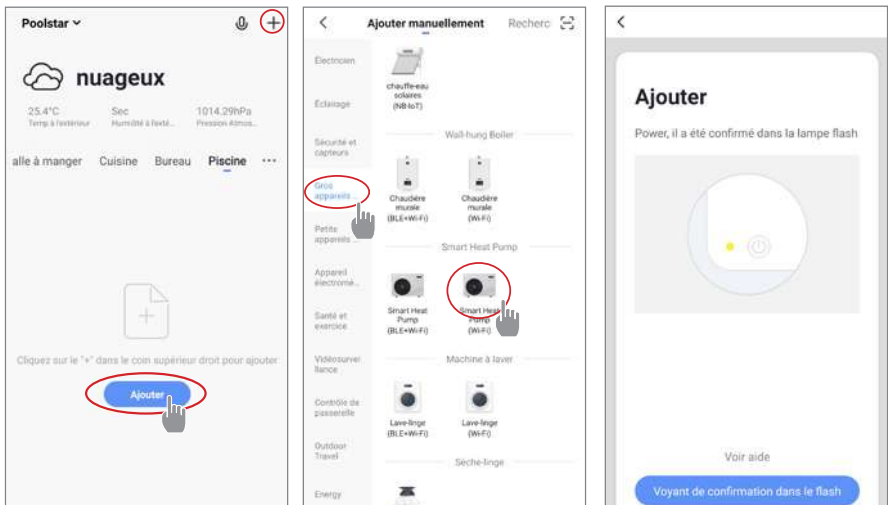 Poolstar
nuageux
25.4°C Sec 1014.29hPa
Temp à l'extérieur Humidité à l'exté... Pression Atmos...
alle à manger Cuisine Bureau Piscine ...
Cliquez sur le "+" dans le coin supérieur droit pour ajouter
Ajouter
Ajouter manuellement Recherc
Électricien
Éclairage
Sécurité et
capteurs
Gros
appareils ...
Petits
appareils ...
Appareil
électromé...
Santé et
exercice
Vidéosurvei
llance
Contrôle de
passerelle
Outdoor
Travel
Energy
chauffe-eau
solaires
(NB-IoT)
Wall-hung Boiler
Chaudière
murale
(BLE+Wi-Fi)
Chaudière
murale
(Wi-Fi)
Smart Heat Pump
Smart Heat
Pump
(BLE+Wi-Fi)
Smart Heat
Pump
(Wi-Fi)
Machine à laver
Lave-linge
(BLE+Wi-Fi)
Lave-linge
(Wi-Fi)
Sèche-linge
Ajouter
Power, il a été confirmé dans la lampe flash
Voir aide
Voyant de confirmation dans le flash